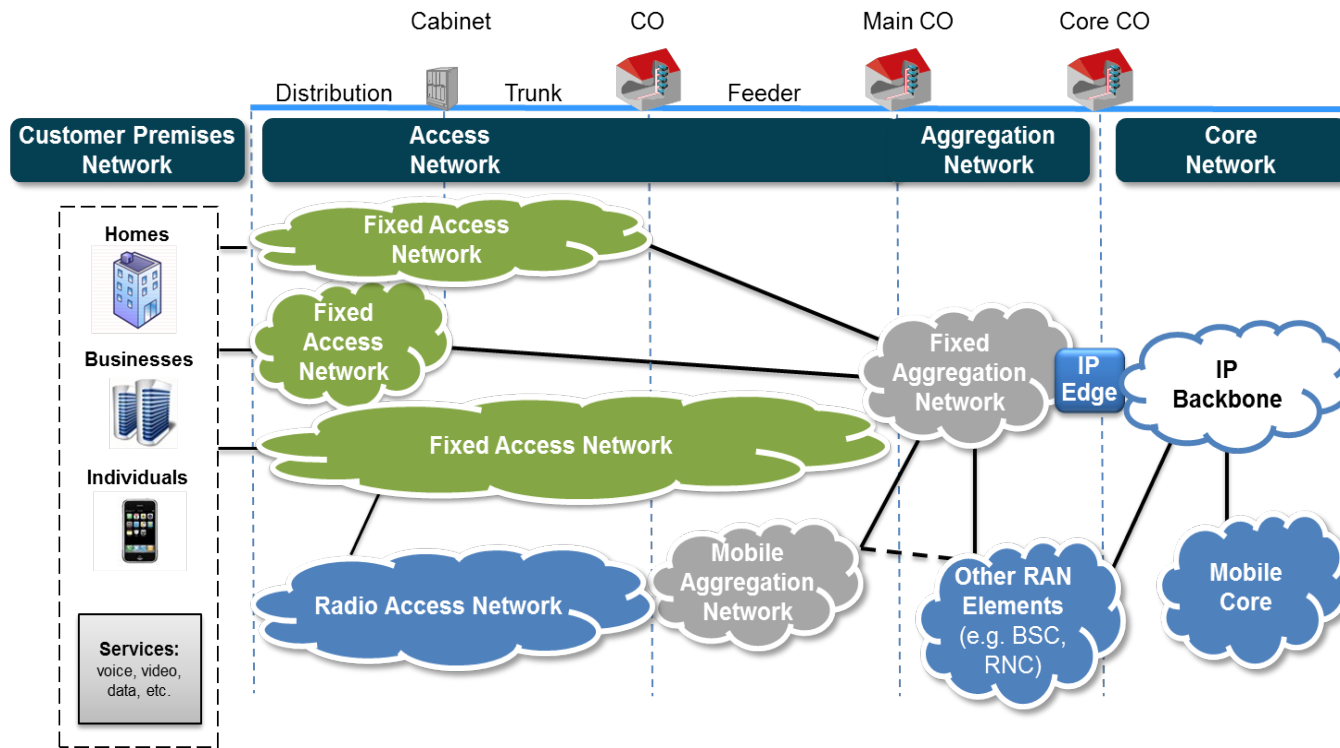 Cabinet
CO
Main CO
Core CO
Distribution
Trunk
Feeder
Customer Premises
Network
Access
Network
Aggregation
Network
Core
Network
Homes
Businesses
Individuals
Services:
voice, video,
data, etc.
Fixed Access
Network
Fixed
Access
Network
Fixed Access Network
Radio Access Network
Mobile
Aggregation
Network
Fixed
Aggregation
Network
IP
Edge
IP
Backbone
Other RAN
Elements
(e.g. BSC,
RNC)
Mobile
Core